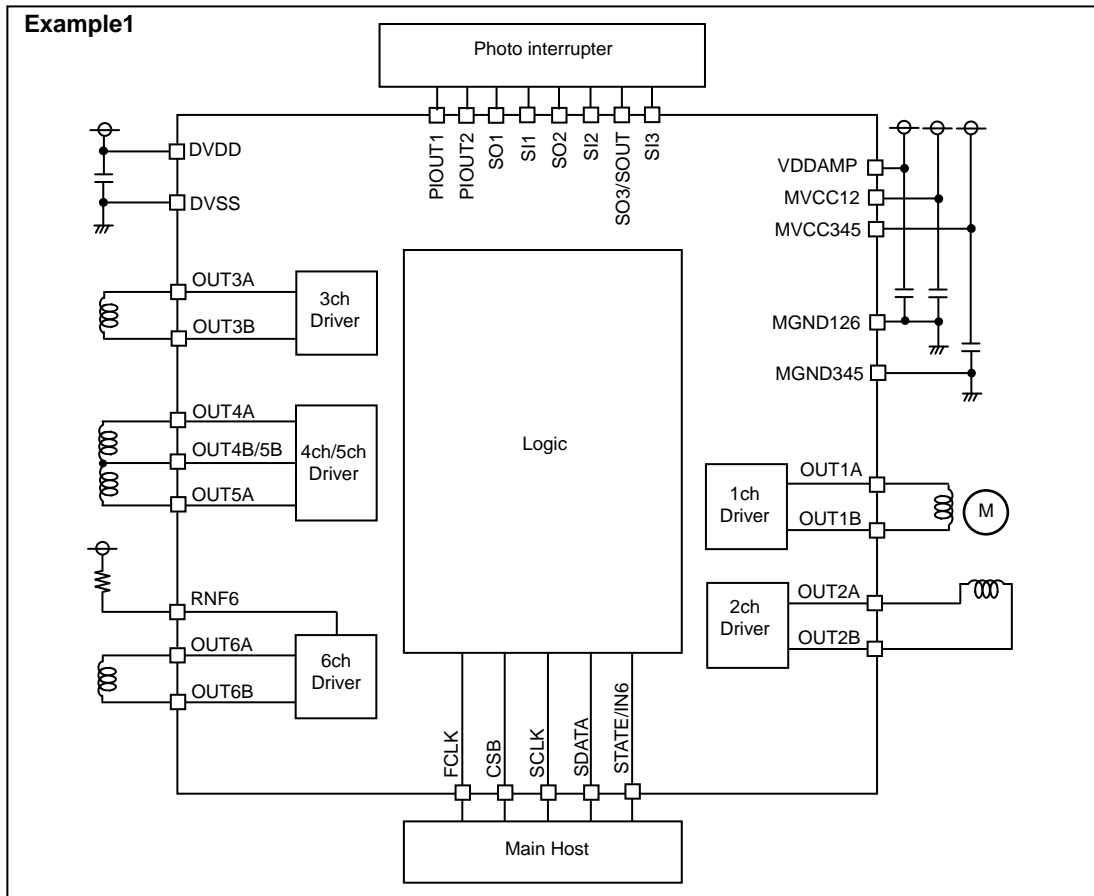 Example1
Photo interrupter
PIOUT1
PIOUT2
SO1
SI1
SO2
SI2
SO3/SOUT
SI3
DVDD
DVSS
VDDAMP
MVCC12
MVCC345
MGND126
MGND345
OUT3A
OUT3B
3ch
Driver
OUT4A
OUT4B/5B
OUT5A
4ch/5ch
Driver
Logic
OUT1A
OUT1B
1ch
Driver
M
RNF6
OUT6A
OUT6B
6ch
Driver
OUT2A
OUT2B
2ch
Driver
FCLK
CSB
SCLK
SDATA
STATE/IN6
Main Host